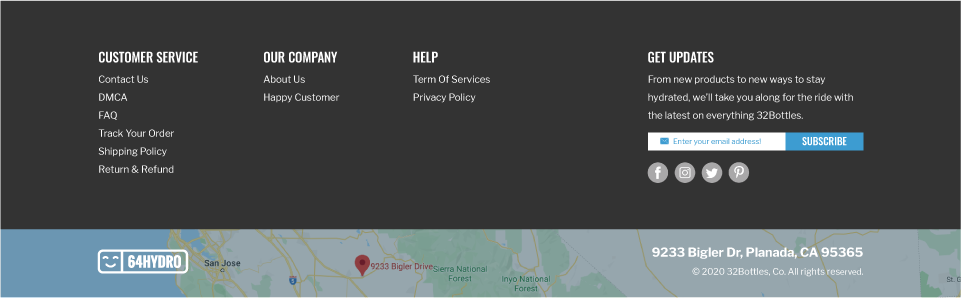 CUSTOMER SERVICE
Contact Us
DMCA
FAQ
Track Your Order
Shipping Policy
Return & Refund
OUR COMPANY
About Us
Happy Customer
HELP
Term Of Services
Privacy Policy
GET UPDATES
From new products to new ways to stay
hydrated, we'll take you along for the ride with
the latest on everything 32Bottles.
Enter your email address!
SUBSCRIBE
64HYDRO
San Jose
9233 Bigler Drive
Sierra National
Forest
Inyo National
Forest
9233 Bigler Dr, Planada, CA 95365
© 2020 32Bottles, Co. All rights reserved.
St. G